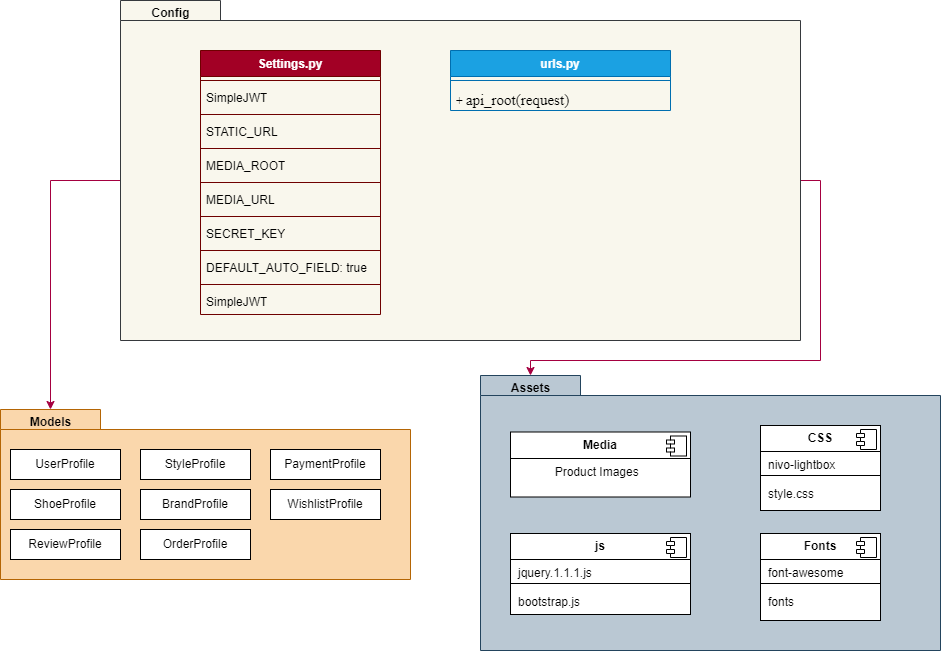 Config
Settings.py
SimpleJWT
STATIC_URL
MEDIA_ROOT
MEDIA_URL
SECRET_KEY
DEFAULT_AUTO_FIELD: true
SimpleJWT
urls.py
+ api_root(request)
Models
UserProfile
StyleProfile
PaymentProfile
ShoeProfile
BrandProfile
WishlistProfile
ReviewProfile
OrderProfile
Assets
Media
Product Images
CSS
nivo-lightbox
style.css
js
jquery.1.1.1.js
bootstrap.js
Fonts
font-awesome
fonts